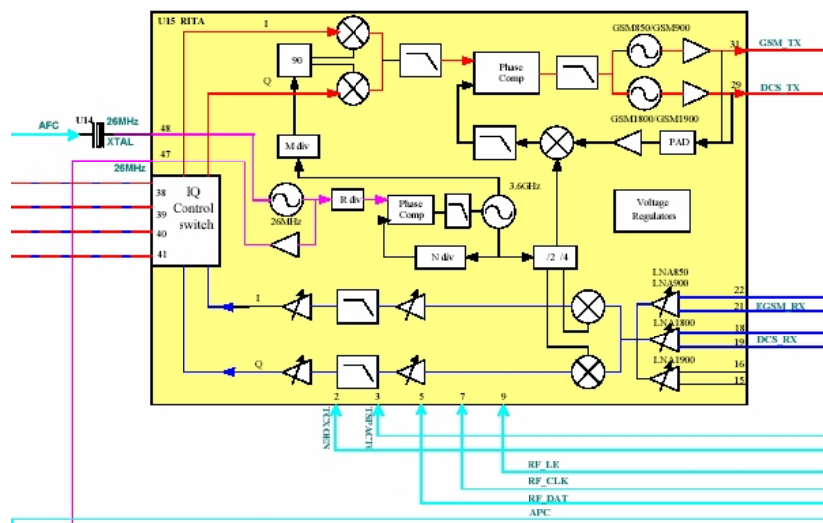 U15 RITA
I
GSM850/GSM900
31
GSM_TX
90
Phase
Comp
Q
29
DCS_TX
GSM1800/GSM1900
U14
26MHz
AFC
48
XTAL
M div
PAD
47
26MHz
IQ
Control
switch
38
39
40
41
26MHz
R div
Phase
Comp
3.6GHz
Voltage
Regulators
N div
/2 /4
LNA850
LNA900
22
I
21
EGSM_RX
LNA1800
18
19
DCS_RX
LNA1900
Q
16
15
2
3
5
7
9
TCXOEN
RF_LE
RF_CLK
RF_DAT
APC